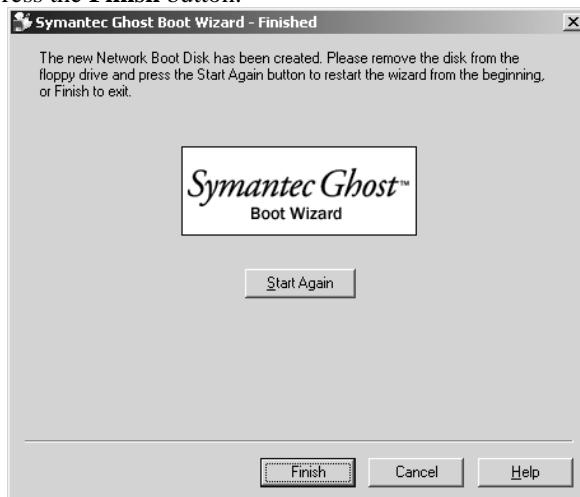 ress the Finish button.
Symantec Ghost Boot Wizard - Finished
The new Network Boot Disk has been created. Please remove the disk from the
floppy drive and press the Start Again button to restart the wizard from the beginning,
or Finish to exit.
Symantec Ghost™
Boot Wizard
Start Again
Finish
Cancel
Help